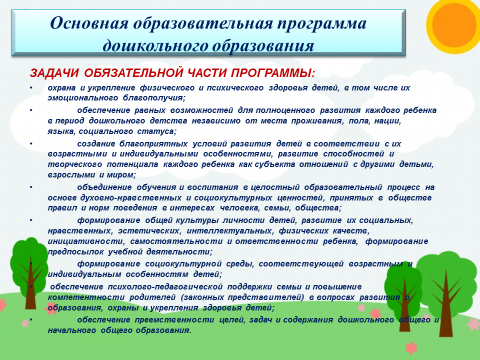 Основная образовательная программа
дошкольного образования
ЗАДАЧИ ОБЯЗАТЕЛЬНОЙ ЧАСТИ ПРОГРАММЫ:
• охрана и укрепление физического и психического здоровья детей, в том числе их
эмоционального благополучия;
• обеспечение равных возможностей для полноценного развития каждого ребенка
в период дошкольного детства независимо от места проживания, пола, нации,
языка, социального статуса;
• создание благоприятных условий развития детей в соответствии с их
возрастными и индивидуальными особенностями, развитие способностей и
творческого потенциала каждого ребенка как субъекта отношений с другими детьми,
взрослыми и миром;
• объединение обучения и воспитания в целостный образовательный процесс на
основе духовно-нравственных и социокультурных ценностей, принятых в обществе
правил и норм поведения в интересах человека, семьи, общества;
• формирование общей культуры личности детей, развитие их социальных,
нравственных, эстетических, интеллектуальных, физических качеств,
инициативности, самостоятельности и ответственности ребенка, формирование
предпосылок учебной деятельности;
• формирование социокультурной среды, соответствующей возрастным и
индивидуальным особенностям детей;
• обеспечение психолого-педагогической поддержки семьи и повышение
компетентности родителей (законных представителей) в вопросах развития и
образования, охраны и укрепления здоровья детей;
• обеспечение преемственности целей, задач и содержания дошкольного общего и
начального общего образования.